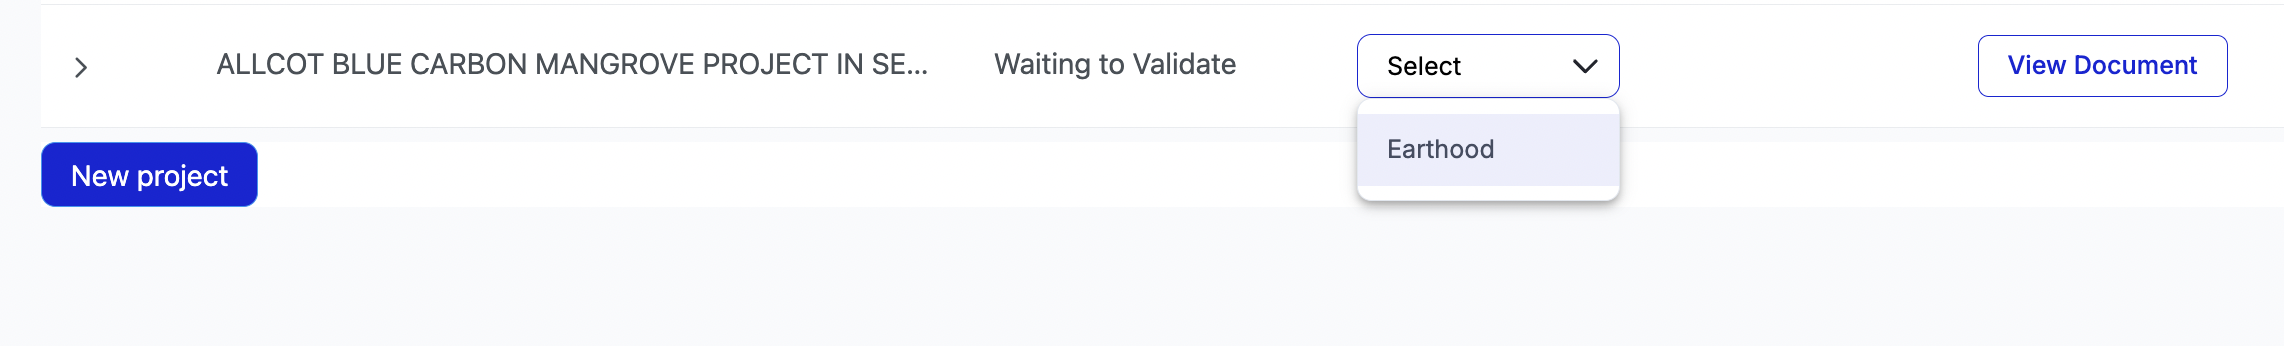 ALLCOT BLUE CARBON MANGROVE PROJECT IN SE... Waiting to Validate Select View Document
Earthood
New project